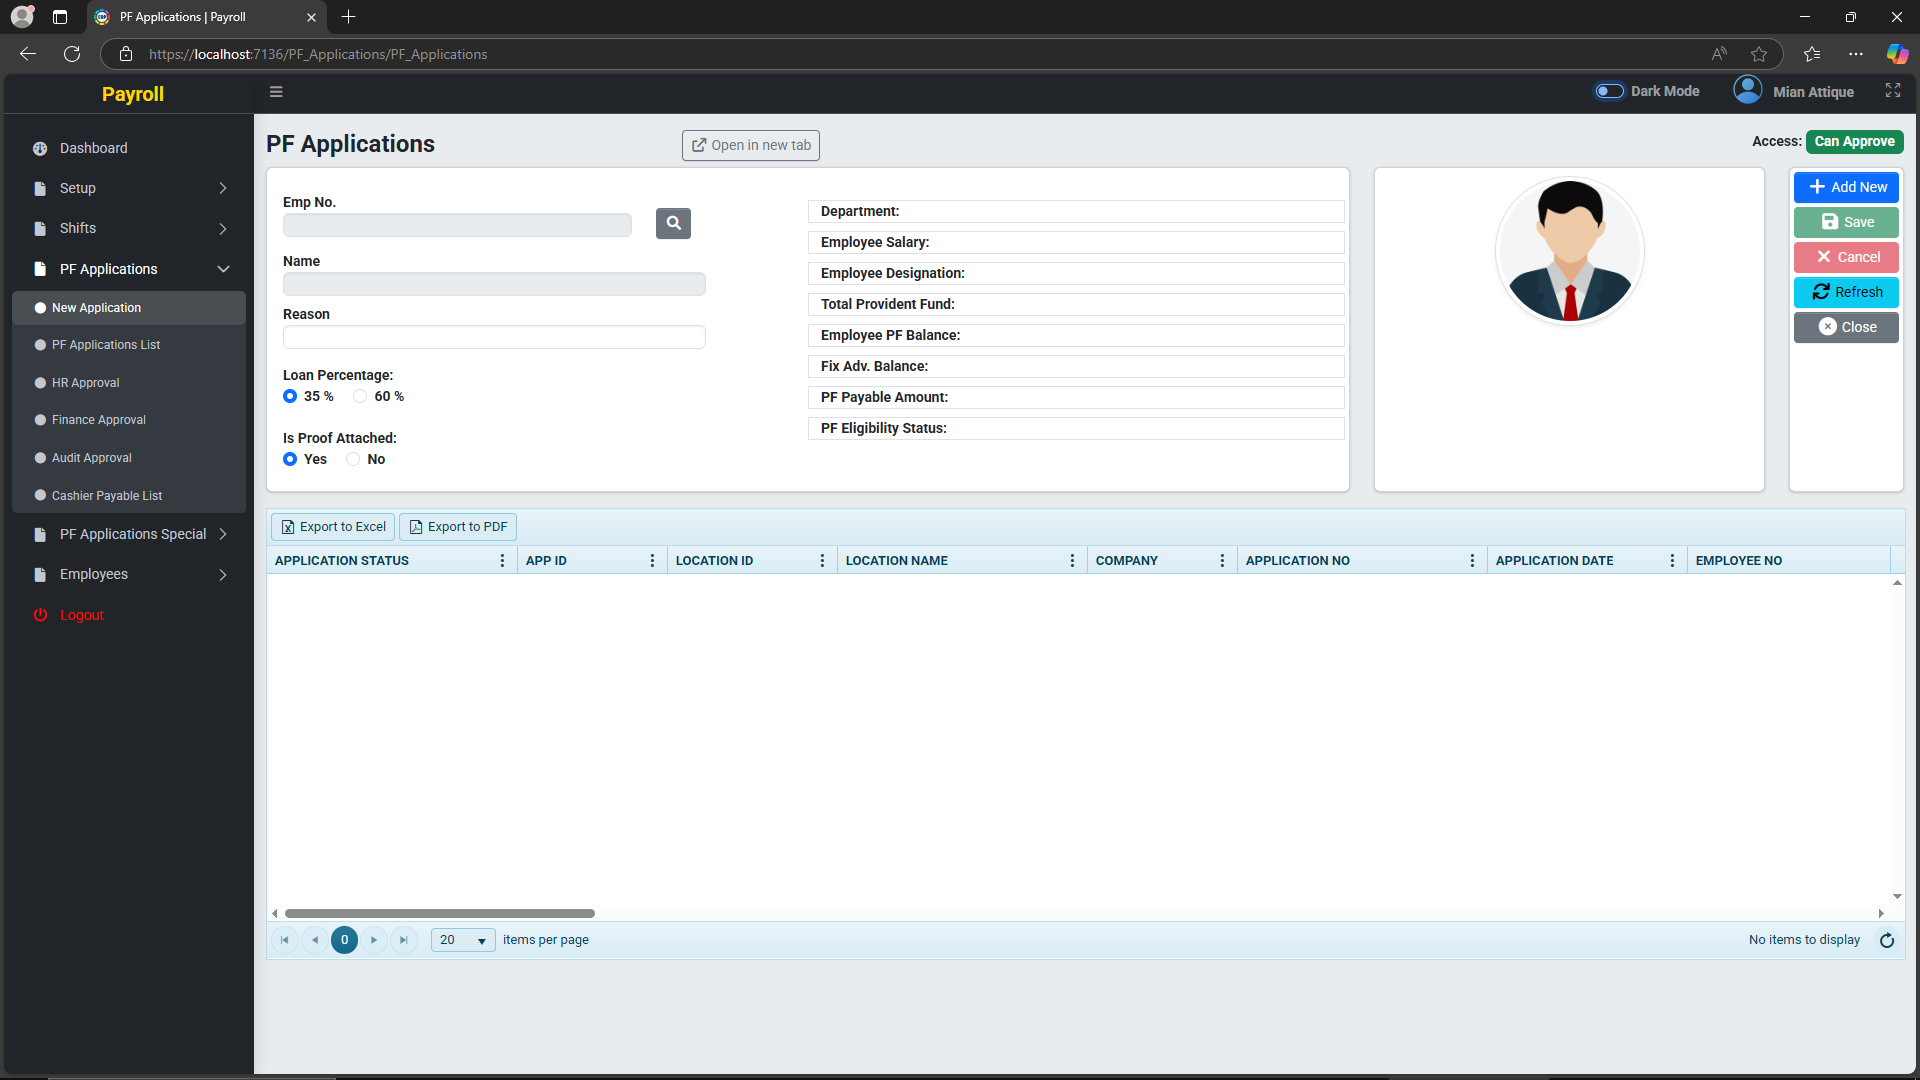 PF Applications | Payroll
https://localhost:7136/PF_Applications/PF_Applications
Payroll
Dark Mode
Mian Attique
Dashboard
Setup
Shifts
PF Applications
New Application
PF Applications List
HR Approval
Finance Approval
Audit Approval
Cashier Payable List
PF Applications Special
Employees
Logout
PF Applications
Open in new tab
Access: Can Approve
Emp No.
Name
Reason
Loan Percentage:
35 % 60 %
Is Proof Attached:
Yes No
Department:
Employee Salary:
Employee Designation:
Total Provident Fund:
Employee PF Balance:
Fix Adv. Balance:
PF Payable Amount:
PF Eligibility Status:
Add New
Save
Cancel
Refresh
Close
Export to Excel Export to PDF
APPLICATION STATUS APP ID LOCATION ID LOCATION NAME COMPANY APPLICATION NO APPLICATION DATE EMPLOYEE NO
0 20 items per page No items to display